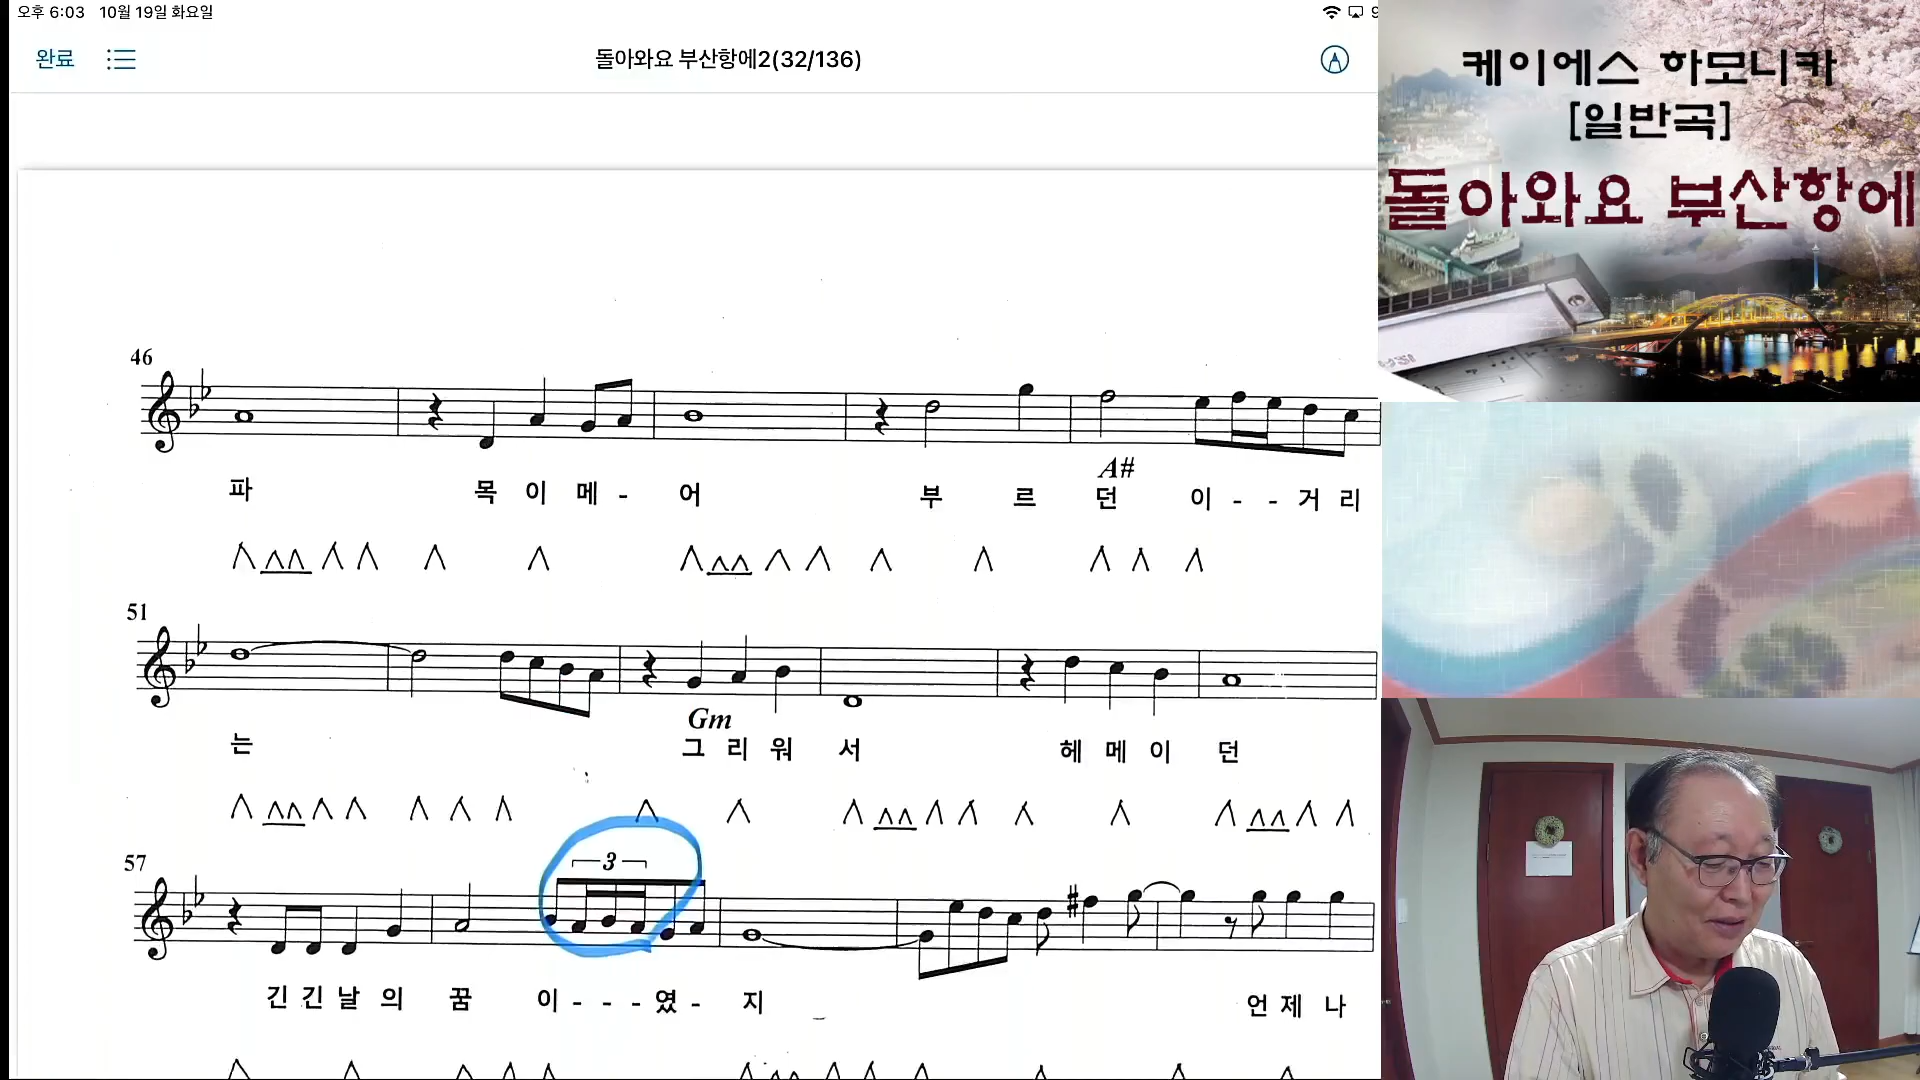 오후 6:03 10월 19일 화요일
완료
돌아와요 부산항에2(32/136)
케이에스 하모니카
[일반곡]
돌아와요 부산항에
46
A#
파 목 이 메 - 어 부 르 던 이 - - 거 리
51
Gm
는 그 리 워 서 헤 메 이 던
57
3
긴 긴 날 의 꿈 이 - - - 였 - 지 언 제 나